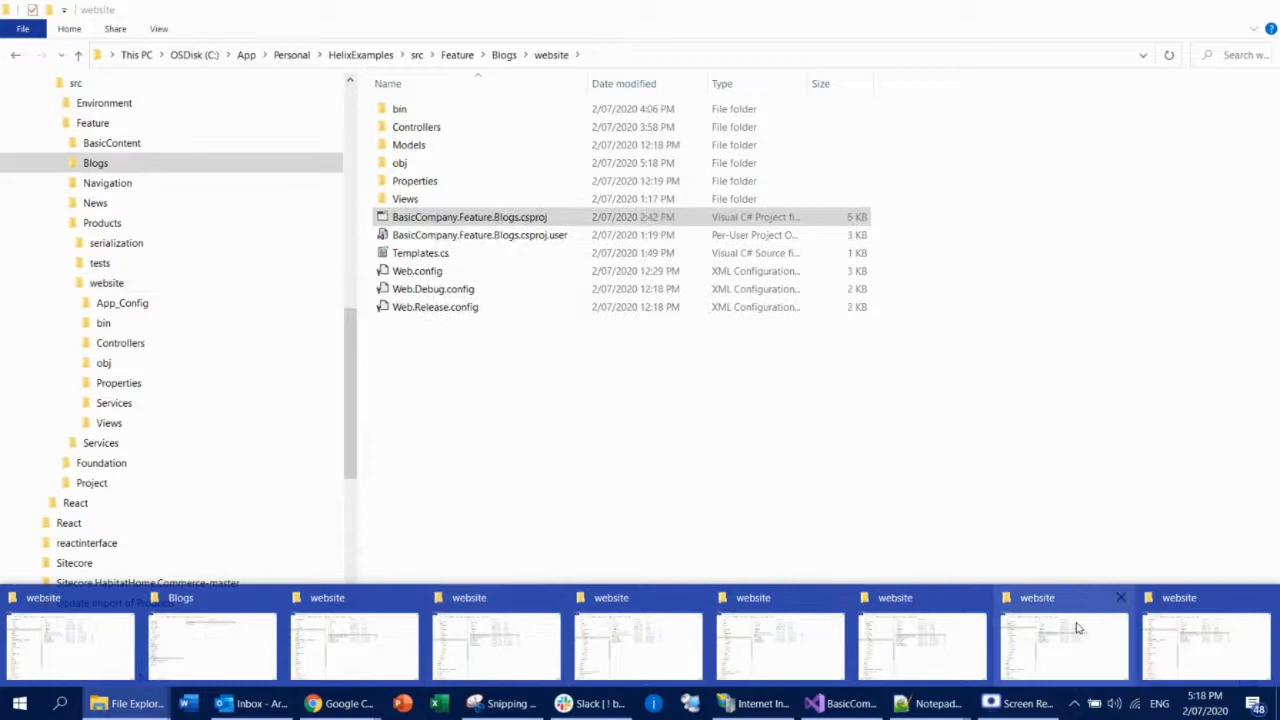 website
File Home Share View
This PC OSDisk (C:) App Personal HelixExamples src Feature Blogs website
Search w...
Name Date modified Type Size
src
Environment
Feature
BasicContent
Blogs
Navigation
News
Products
serialization
tests
website
App_Config
bin
Controllers
obj
Properties
Services
Views
Services
Foundation
Project
React
React
reactinterface
Sitecore
Sitecore.HabitatHome.Commerce-master
Update Import of Products
bin 2/07/2020 4:06 PM File folder
Controllers 2/07/2020 3:58 PM File folder
Models 2/07/2020 12:18 PM File folder
obj 2/07/2020 5:18 PM File folder
Properties 2/07/2020 12:19 PM File folder
Views 2/07/2020 1:17 PM File folder
BasicCompany.Feature.Blogs.csproj 2/07/2020 2:42 PM Visual C# Project fi... 5 KB
BasicCompany.Feature.Blogs.csproj.user 2/07/2020 1:19 PM Per-User Project O... 3 KB
Templates.cs 2/07/2020 1:49 PM Visual C# Source fi... 1 KB
Web.config 2/07/2020 12:29 PM XML Configuration... 3 KB
Web.Debug.config 2/07/2020 12:18 PM XML Configuration... 2 KB
Web.Release.config 2/07/2020 12:18 PM XML Configuration... 2 KB
website Blogs website website website website website website website
File Explor... Inbox - Ar... Google C... Snipping ... Slack | ! b... Internet In... BasicCom... Notepad... Screen Re... ENG 5:18 PM
2/07/2020 48